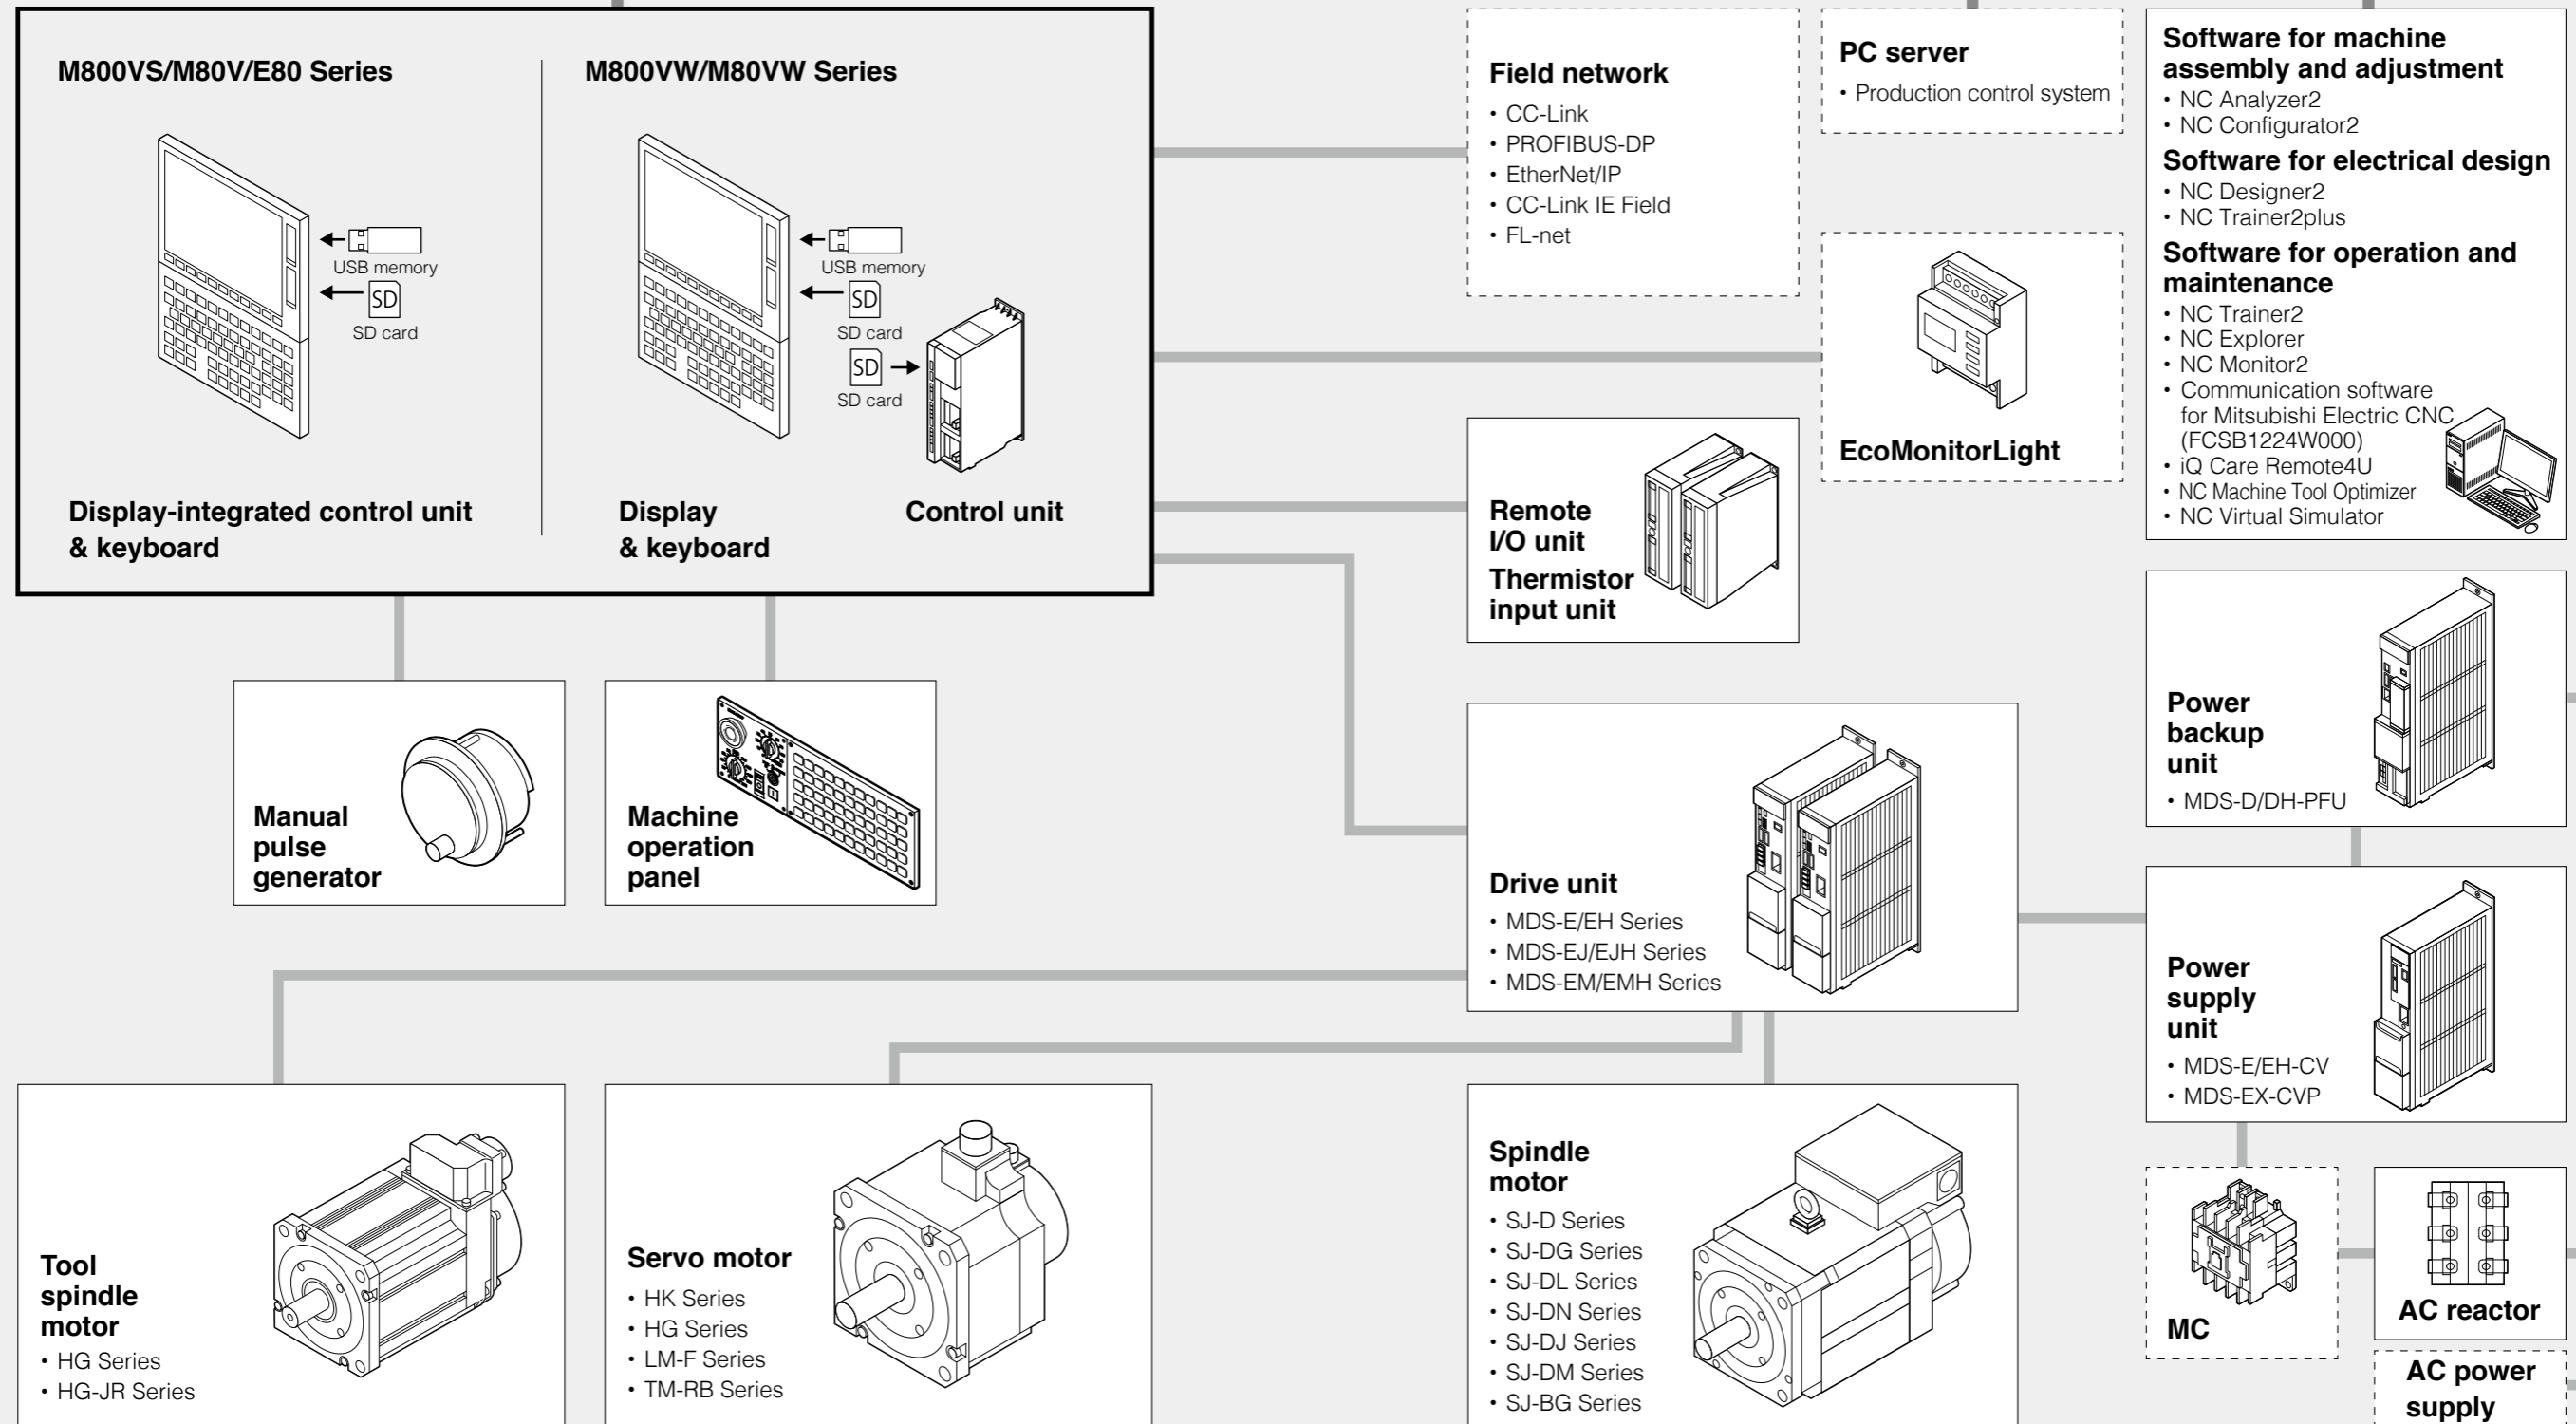 M800VS/M80V/E80 Series
USB memory
SD
SD card
Display-integrated control unit
& keyboard
M800VW/M80VW Series
USB memory
SD
SD card
SD
SD card
Display
& keyboard
Control unit
Field network
• CC-Link
• PROFIBUS-DP
• EtherNet/IP
• CC-Link IE Field
• FL-net
PC server
• Production control system
EcoMonitorLight
Software for machine
assembly and adjustment
• NC Analyzer2
• NC Configurator2
Software for electrical design
• NC Designer2
• NC Trainer2plus
Software for operation and
maintenance
• NC Trainer2
• NC Explorer
• NC Monitor2
• Communication software
for Mitsubishi Electric CNC
(FCSB1224W000)
• iQ Care Remote4U
• NC Machine Tool Optimizer
• NC Virtual Simulator
Remote
I/O unit
Thermistor
input unit
Manual
pulse
generator
Machine
operation
panel
Drive unit
• MDS-E/EH Series
• MDS-EJ/EJH Series
• MDS-EM/EMH Series
Power
backup
unit
• MDS-D/DH-PFU
Power
supply
unit
• MDS-E/EH-CV
• MDS-EX-CVP
Tool
spindle
motor
• HG Series
• HG-JR Series
Servo motor
• HK Series
• HG Series
• LM-F Series
• TM-RB Series
Spindle
motor
• SJ-D Series
• SJ-DG Series
• SJ-DL Series
• SJ-DN Series
• SJ-DJ Series
• SJ-DM Series
• SJ-BG Series
MC
AC reactor
AC power
supply